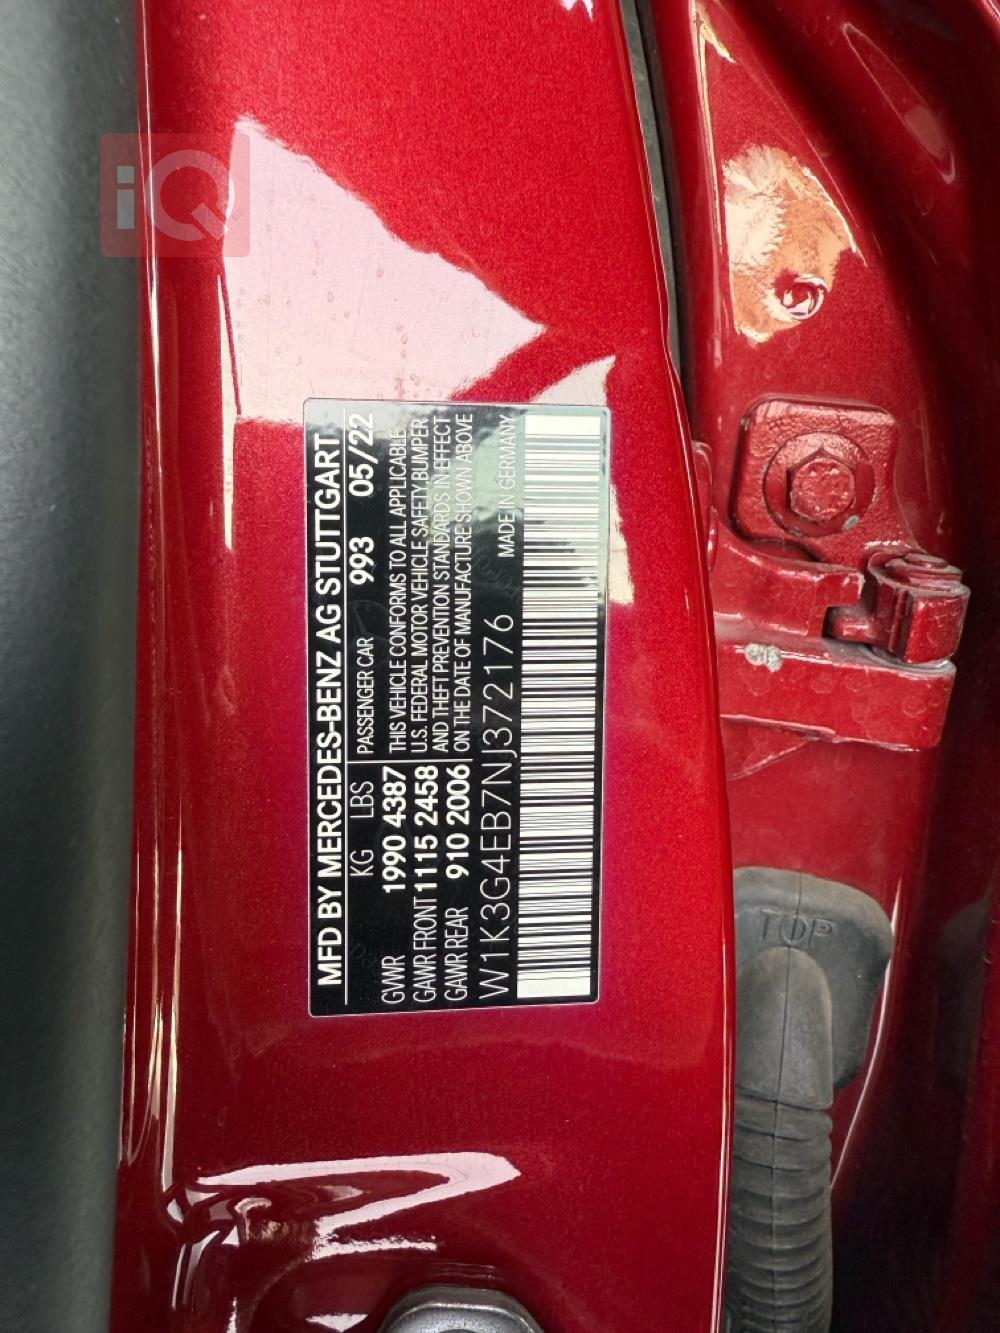 MFD BY MERCEDES-BENZ AG STUTTGART
KG LBS PASSENGER CAR 993 05/22
GVWR 1990 4387
GAWR FRONT 1115 2458
GAWR REAR 910 2006
THIS VEHICLE CONFORMS TO ALL APPLICABLE
U.S. FEDERAL MOTOR VEHICLE SAFETY, BUMPER
AND THEFT PREVENTION STANDARDS IN EFFECT
ON THE DATE OF MANUFACTURE SHOWN ABOVE
W1K3G4EB7NJ372176 MADE IN GERMANY
TOP
iQ